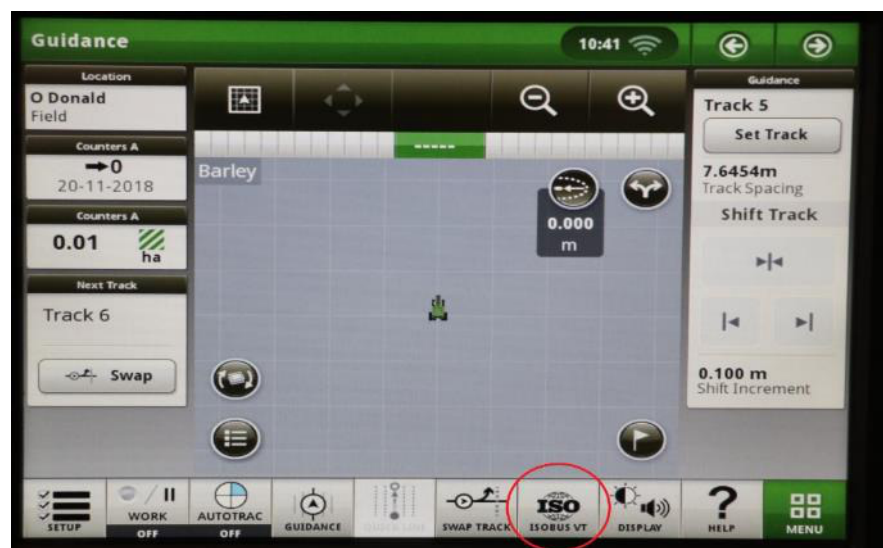 Guidance
10:41
Location
O Donald
Field
Counters A
0
20-11-2018
Counters A
0.01
ha
Next Track
Track 6
Swap
-----
Barley
0.000
m
Guidance
Track 5
Set Track
7.6454m
Track Spacing
Shift Track
0.100 m
Shift Increment
SETUP
WORK
OFF
AUTOTRAC
OFF
GUIDANCE
QUICK LINE
SWAP TRACK
ISO
ISOBUS VT
DISPLAY
?
HELP
MENU